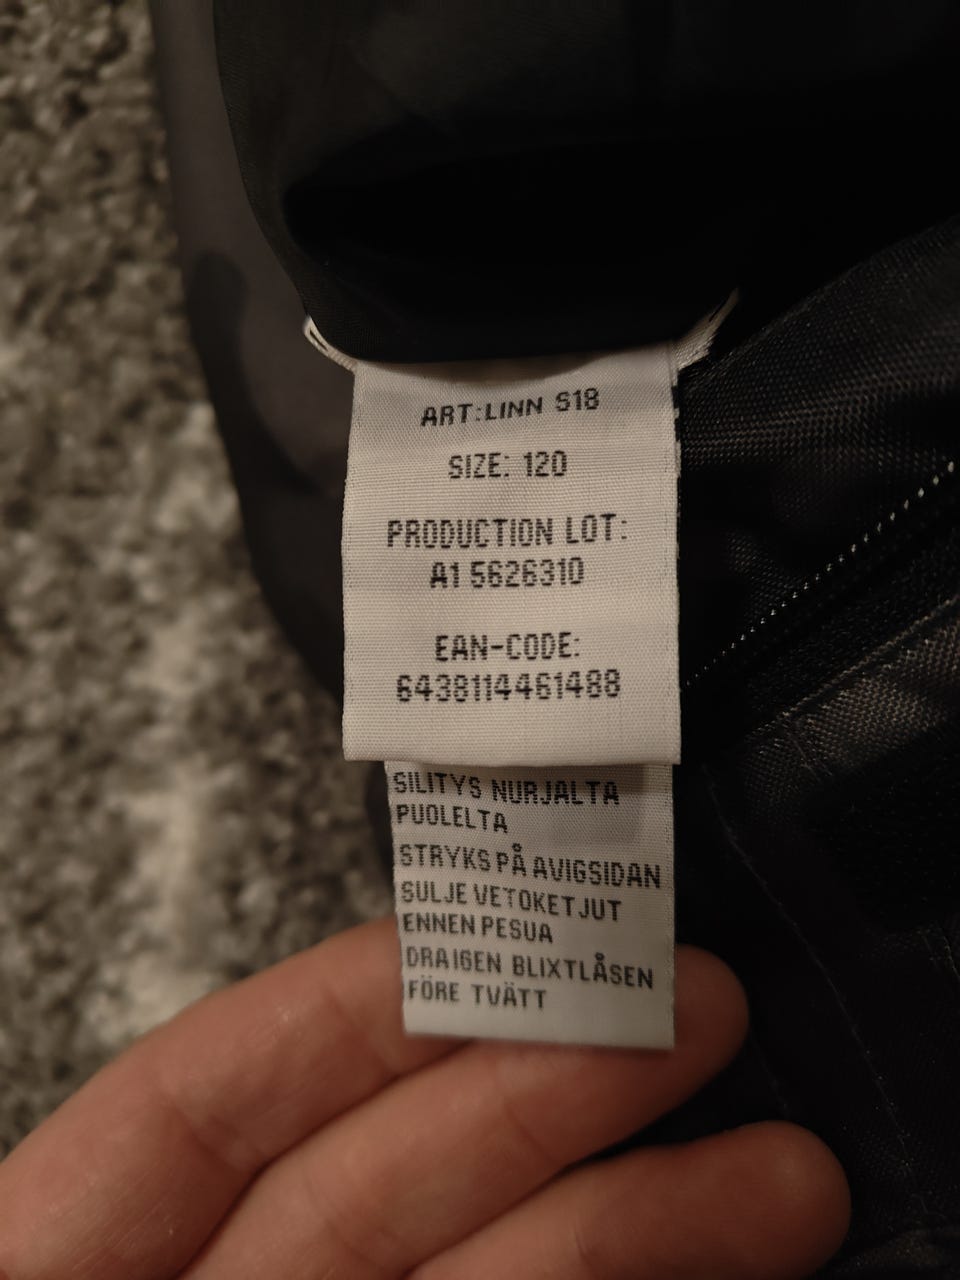 ART:LINN S18
SIZE: 120
PRODUCTION LOT:
A1 5626310
EAN-CODE:
6438114461488
SILITYS NURJALTA
PUOLELTA
STRYKS PÅ AVIGSIDAN
SULJE VETOKETJUT
ENNEN PESUA
DRAIGEN BLIXTLÅSEN
FÖRE TVÄTT